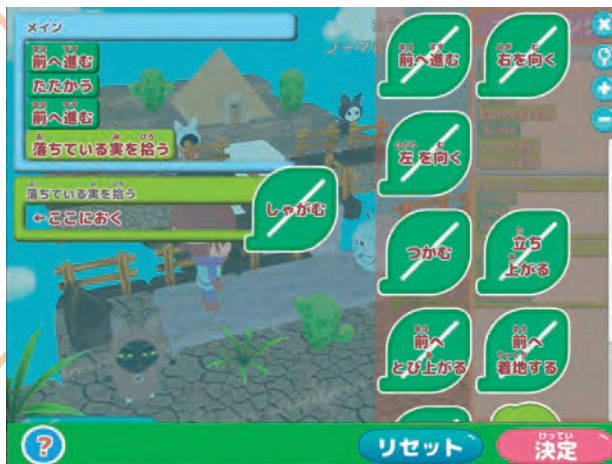 メイン
前へ進む
たたかう
前へ進む
落ちている実を拾う
落ちている実を拾う
←ここにおく
しゃがむ
前へ進む
右を向く
左を向く
つかむ
立ち
上がる
前へ
とび上がる
前へ
着地する
?
リセット
決定